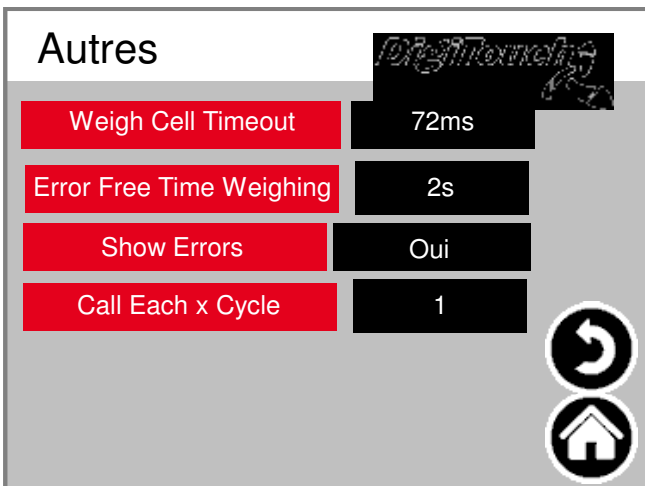 Autres
DigiTouch
Weigh Cell Timeout 72ms
Error Free Time Weighing 2s
Show Errors Oui
Call Each x Cycle 1